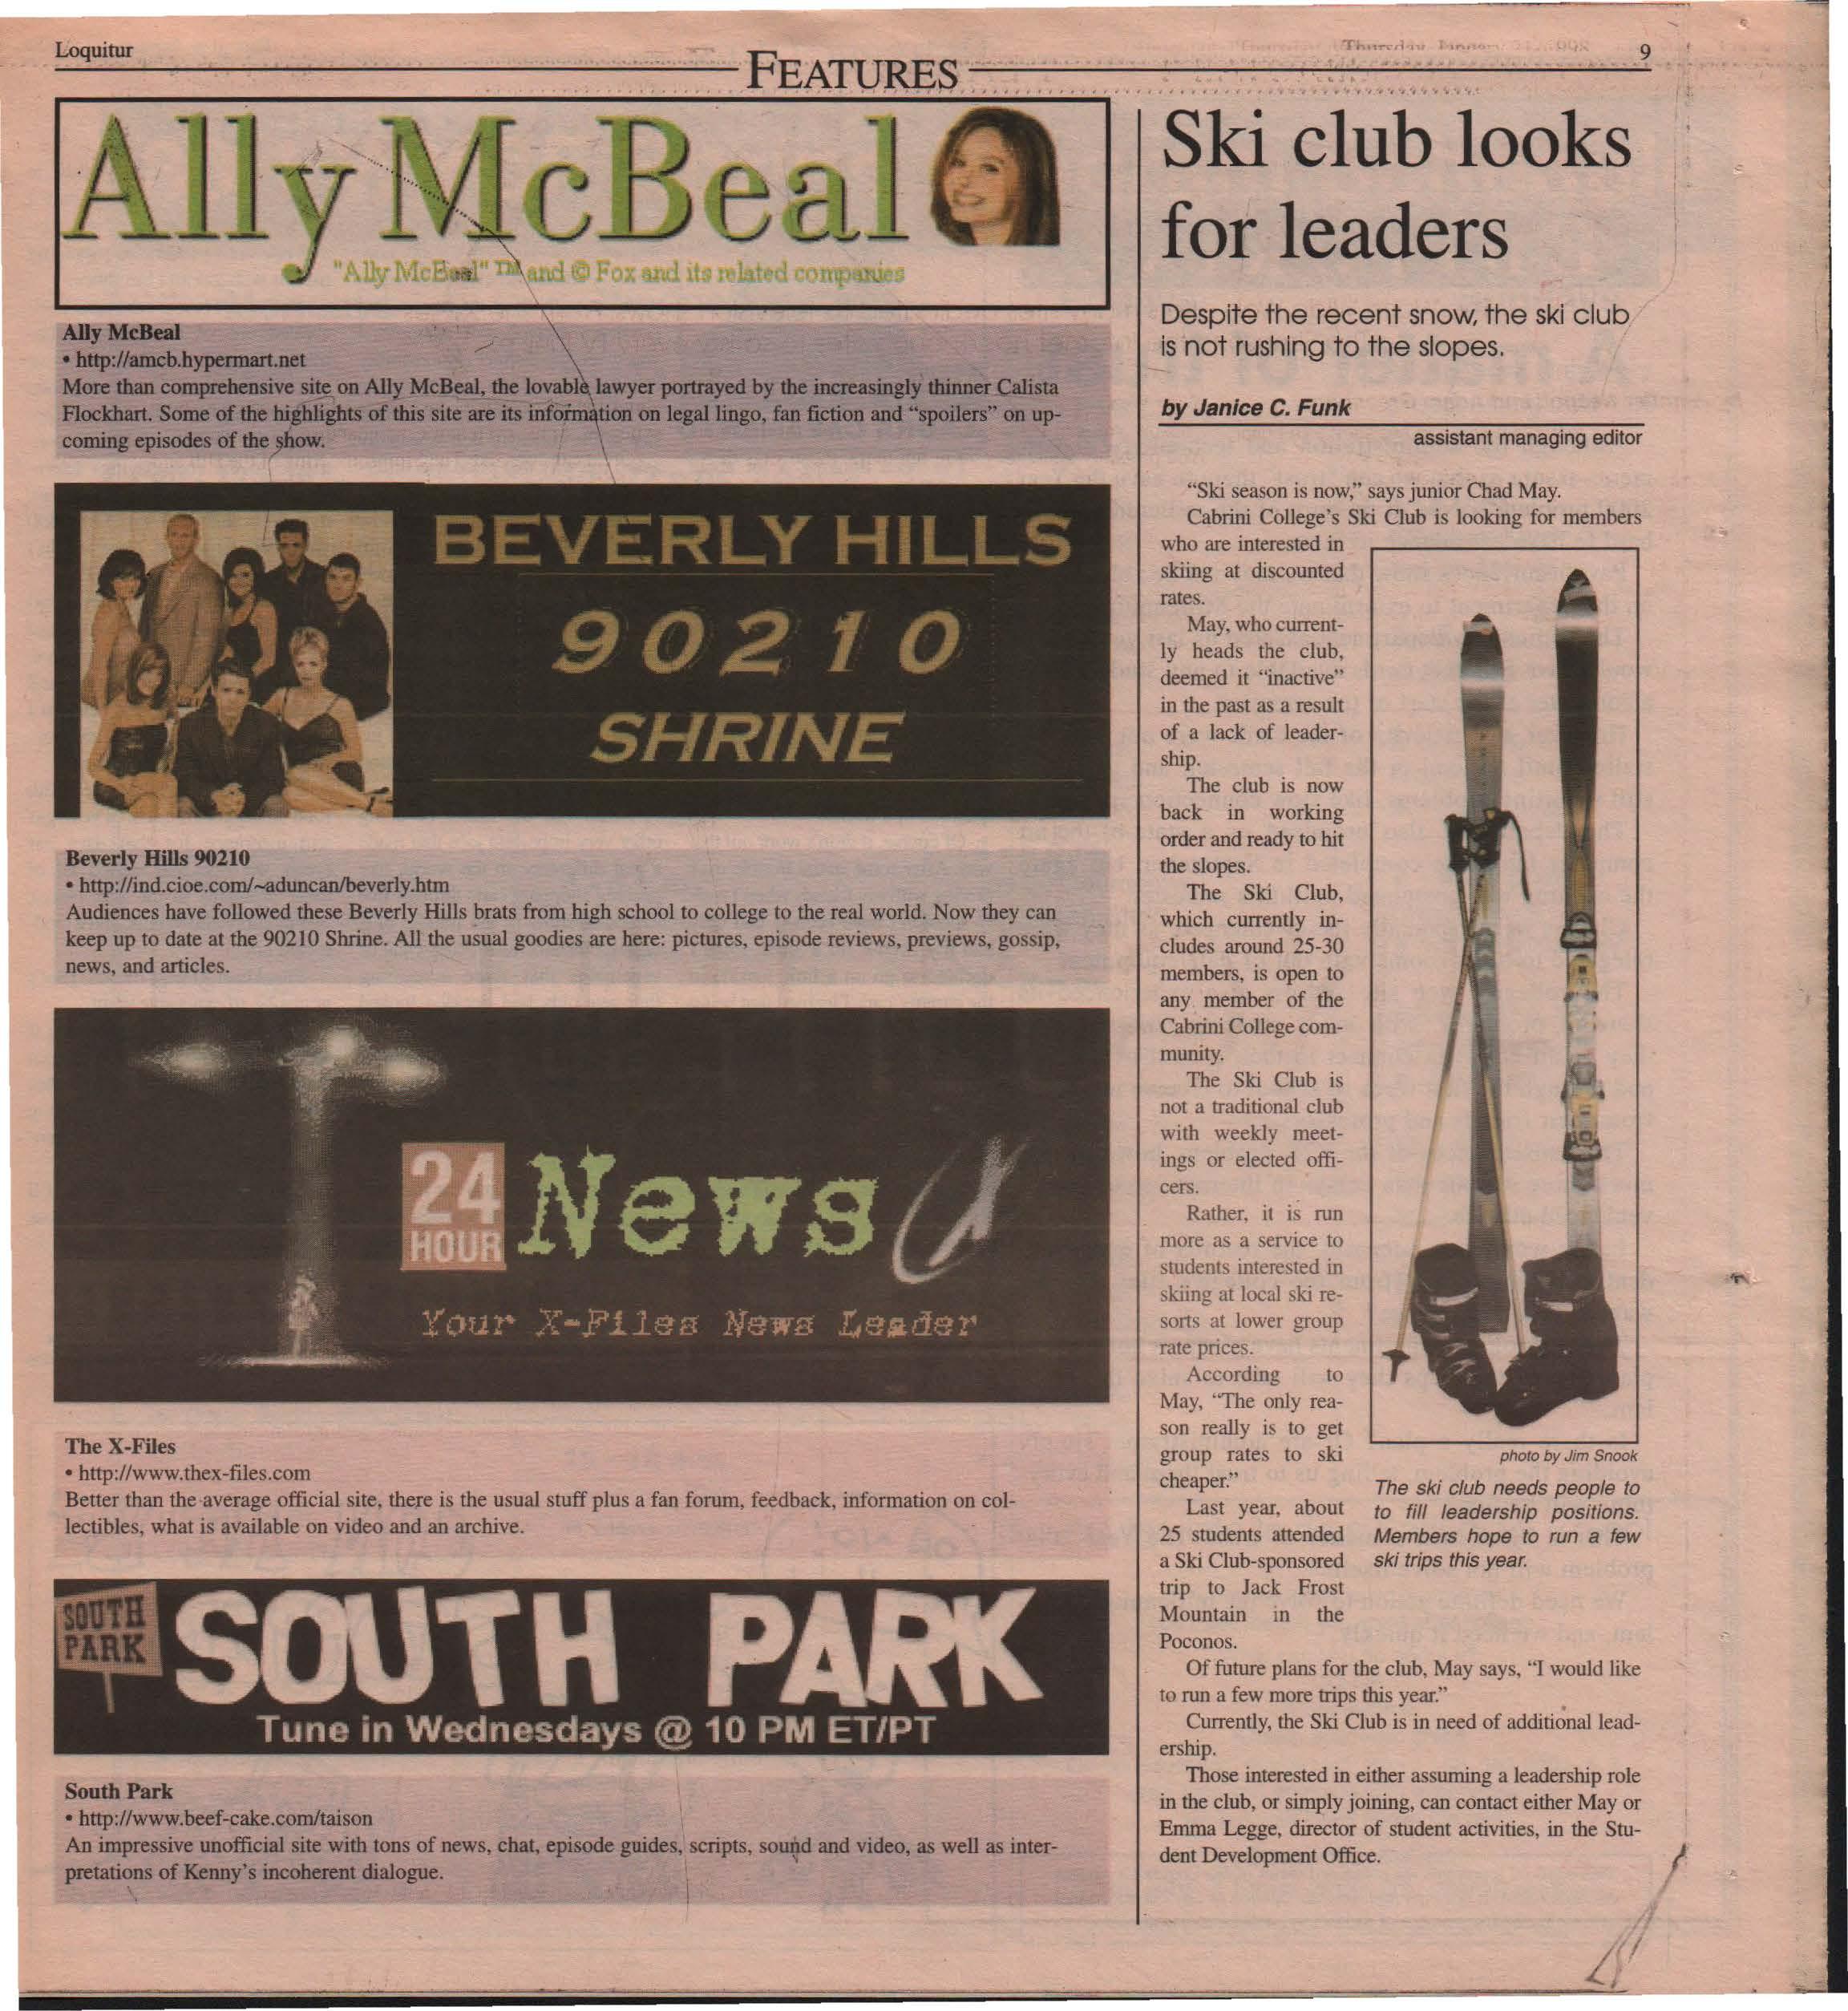 Loquitur
FEATURES
9
Ally McBeal
"Ally McBeal" TM and © Fox and its related companies
Ally McBeal
• http://amcb.hypermart.net
More than comprehensive site on Ally McBeal, the lovable lawyer portrayed by the increasingly thinner Calista
Flockhart. Some of the highlights of this site are its information on legal lingo, fan fiction and “spoilers” on up-
coming episodes of the show.
BEVERLY HILLS
90210
SHRINE
Beverly Hills 90210
• http://ind.cioe.com/~aduncan/beverly.htm
Audiences have followed these Beverly Hills brats from high school to college to the real world. Now they can
keep up to date at the 90210 Shrine. All the usual goodies are here: pictures, episode reviews, previews, gossip,
news, and articles.
24
HOUR
News X
Your X-Files News Leader
The X-Files
• http://www.thex-files.com
Better than the average official site, there is the usual stuff plus a fan forum, feedback, information on col-
lectibles, what is available on video and an archive.
SOUTH
PARK
SOUTH PARK
Tune in Wednesdays @ 10 PM ET/PT
South Park
• http://www.beef-cake.com/taison
An impressive unofficial site with tons of news, chat, episode guides, scripts, sound and video, as well as inter-
pretations of Kenny’s incoherent dialogue.
Ski club looks
for leaders
Despite the recent snow, the ski club
is not rushing to the slopes.
by Janice C. Funk
assistant managing editor
“Ski season is now,” says junior Chad May.
Cabrini College’s Ski Club is looking for members
who are interested in
skiing at discounted
rates.
May, who current-
ly heads the club,
deemed it “inactive”
in the past as a result
of a lack of leader-
ship.
The club is now
back in working
order and ready to hit
the slopes.
The Ski Club,
which currently in-
cludes around 25-30
members, is open to
any member of the
Cabrini College com-
munity.
The Ski Club is
not a traditional club
with weekly meet-
ings or elected offi-
cers.
Rather, it is run
more as a service to
students interested in
skiing at local ski re-
sorts at lower group
rate prices.
According to
May, “The only rea-
son really is to get
group rates to ski
cheaper.”
Last year, about
25 students attended
a Ski Club-sponsored
trip to Jack Frost
Mountain in the
Poconos.
Of future plans for the club, May says, “I would like
to run a few more trips this year.”
Currently, the Ski Club is in need of additional lead-
ership.
Those interested in either assuming a leadership role
in the club, or simply joining, can contact either May or
Emma Legge, director of student activities, in the Stu-
dent Development Office.
photo by Jim Snook
The ski club needs people to
to fill leadership positions.
Members hope to run a few
ski trips this year.